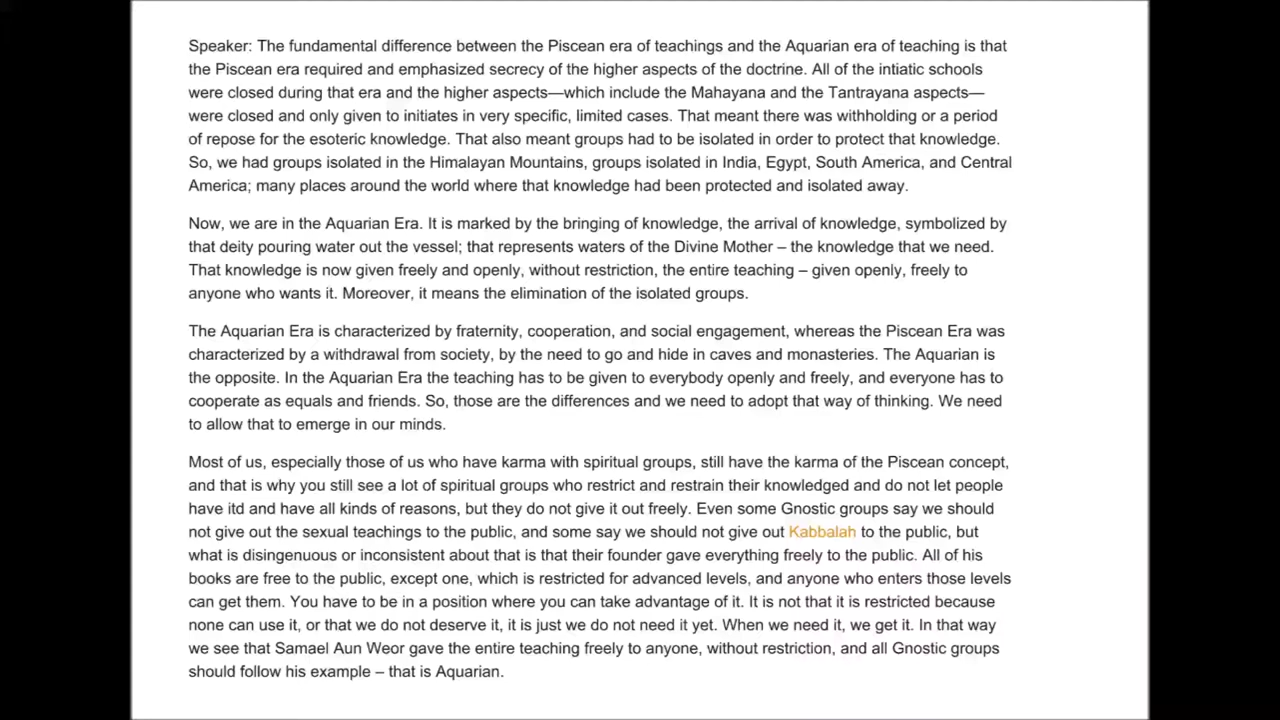 Speaker: The fundamental difference between the Piscean era of teachings and the Aquarian era of teaching is that
the Piscean era required and emphasized secrecy of the higher aspects of the doctrine. All of the intiatic schools
were closed during that era and the higher aspects—which include the Mahayana and the Tantrayana aspects—
were closed and only given to initiates in very specific, limited cases. That meant there was withholding or a period
of repose for the esoteric knowledge. That also meant groups had to be isolated in order to protect that knowledge.
So, we had groups isolated in the Himalayan Mountains, groups isolated in India, Egypt, South America, and Central
America; many places around the world where that knowledge had been protected and isolated away.
Now, we are in the Aquarian Era. It is marked by the bringing of knowledge, the arrival of knowledge, symbolized by
that deity pouring water out the vessel; that represents waters of the Divine Mother – the knowledge that we need.
That knowledge is now given freely and openly, without restriction, the entire teaching – given openly, freely to
anyone who wants it. Moreover, it means the elimination of the isolated groups.
The Aquarian Era is characterized by fraternity, cooperation, and social engagement, whereas the Piscean Era was
characterized by a withdrawal from society, by the need to go and hide in caves and monasteries. The Aquarian is
the opposite. In the Aquarian Era the teaching has to be given to everybody openly and freely, and everyone has to
cooperate as equals and friends. So, those are the differences and we need to adopt that way of thinking. We need
to allow that to emerge in our minds.
Most of us, especially those of us who have karma with spiritual groups, still have the karma of the Piscean concept,
and that is why you still see a lot of spiritual groups who restrict and restrain their knowledged and do not let people
have itd and have all kinds of reasons, but they do not give it out freely. Even some Gnostic groups say we should
not give out the sexual teachings to the public, and some say we should not give out Kabbalah to the public, but
what is disingenuous or inconsistent about that is that their founder gave everything freely to the public. All of his
books are free to the public, except one, which is restricted for advanced levels, and anyone who enters those levels
can get them. You have to be in a position where you can take advantage of it. It is not that it is restricted because
none can use it, or that we do not deserve it, it is just we do not need it yet. When we need it, we get it. In that way
we see that Samael Aun Weor gave the entire teaching freely to anyone, without restriction, and all Gnostic groups
should follow his example – that is Aquarian.